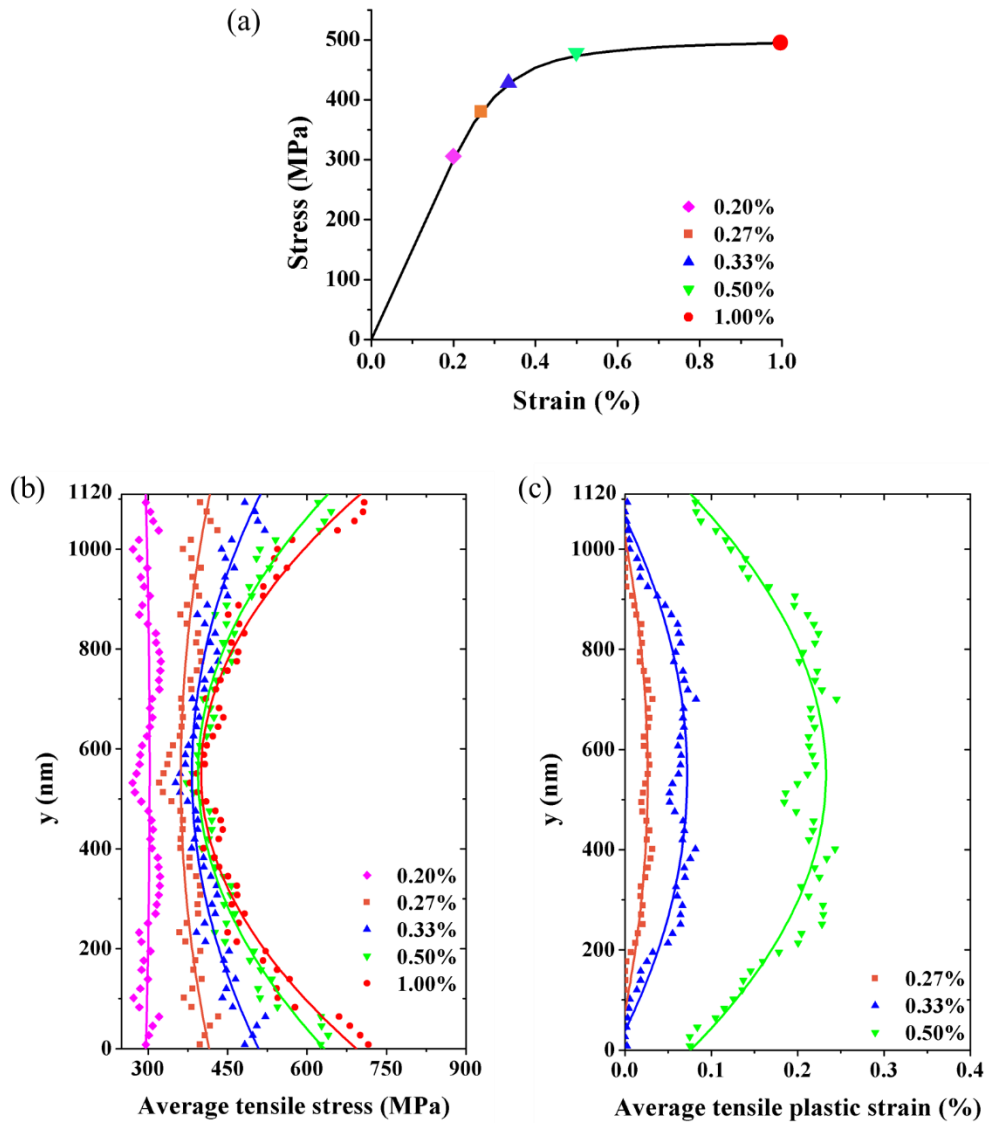 (a)
500
400
300
200
100
0
Stress (MPa)
0.20%
0.27%
0.33%
0.50%
1.00%
0.0 0.2 0.4 0.6 0.8 1.0
Strain (%)
(b)
1120
1000
800
600
400
200
0
y (nm)
0.20%
0.27%
0.33%
0.50%
1.00%
300 450 600 750 900
Average tensile stress (MPa)
(c)
1120
1000
800
600
400
200
0
y (nm)
0.27%
0.33%
0.50%
0.0 0.1 0.2 0.3 0.4
Average tensile plastic strain (%)